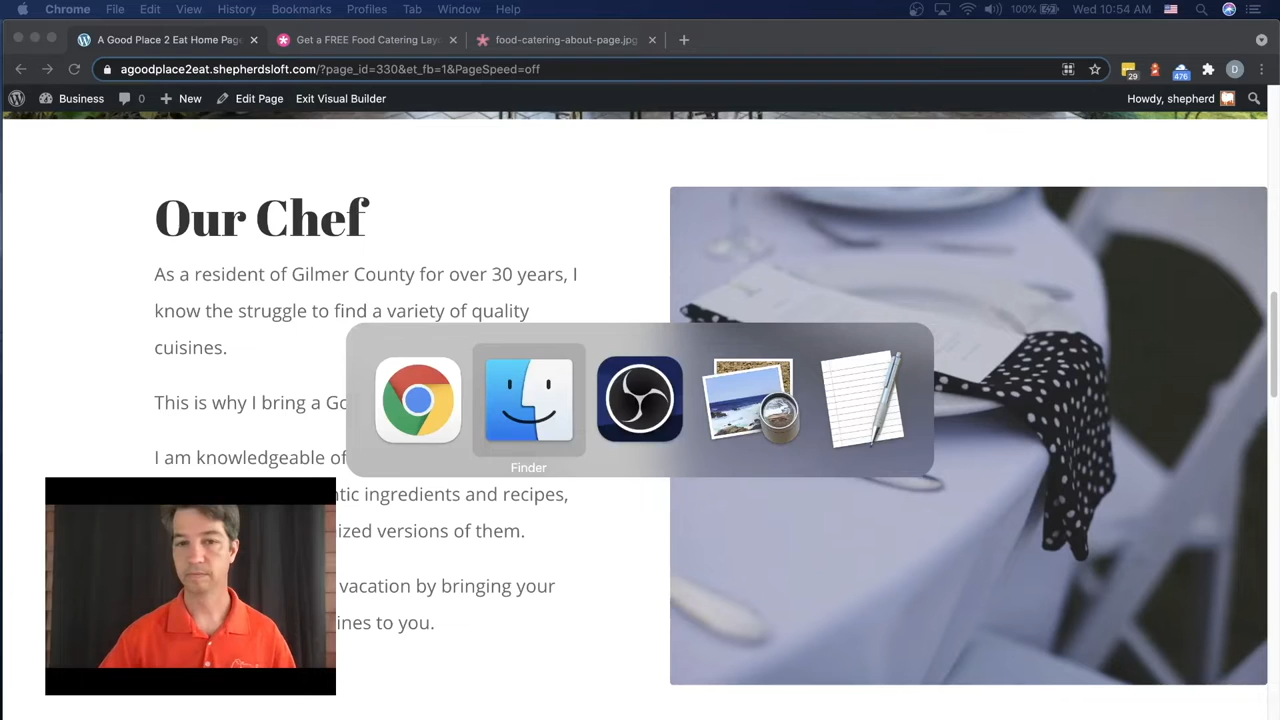 Chrome File Edit View History Bookmarks Profiles Tab Window Help 100% Wed 10:54 AM
A Good Place 2 Eat Home Pag
Get a FREE Food Catering Lay
food-catering-about-page.jpg
agoodplace2eat.shepherdsloft.com/?page_id=330&et_fb=1&PageSpeed=off
29
476
D
Business 0 New Edit Page Exit Visual Builder Howdy, shepherd
Our Chef
As a resident of Gilmer County for over 30 years, I
know the struggle to find a variety of quality
cuisines.
This is why I bring a Go
I am knowledgeable of
ntic ingredients and recipes,
ized versions of them.
vacation by bringing your
ines to you.
Finder